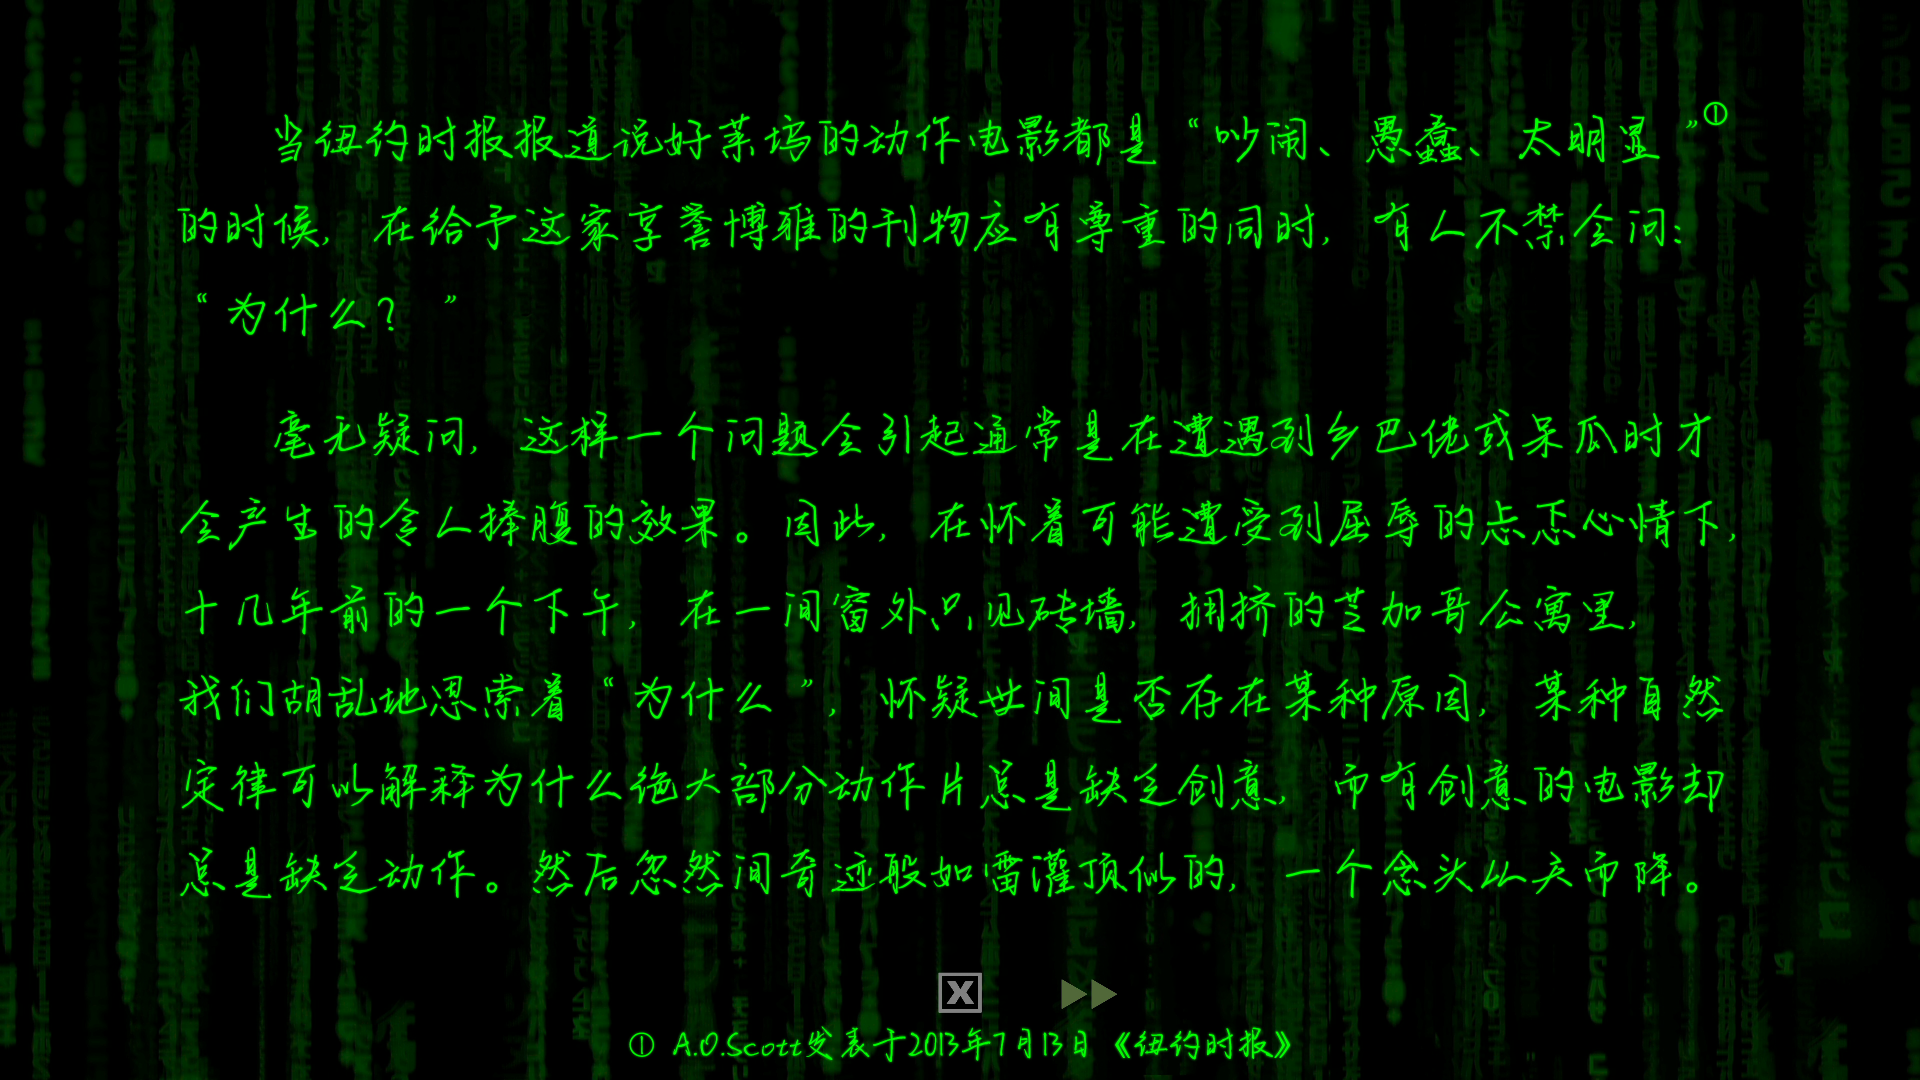 当纽约时报报道说好莱坞的动作电影都是“吵闹、愚蠢、太明显”①
的时候,在给予这家享誉博雅的刊物应有尊重的同时,有人不禁会问:
“为什么?”
毫无疑问,这样一个问题会引起通常是在遭遇到乡巴佬或呆瓜时才
会产生的令人捧腹的效果。因此,在怀着可能遭受到屈辱的忐忑心情下,
十几年前的一个下午,在一间窗外只见砖墙,拥挤的芝加哥公寓里,
我们胡乱地思索着“为什么”,怀疑世间是否存在某种原因,某种自然
定律可以解释为什么绝大部分动作片总是缺乏创意,而有创意的电影却
总是缺乏动作。然后忽然间奇迹般如雷灌顶似的,一个念头从天而降。
X
① A.O.Scott发表于2013年7月13日《纽约时报》